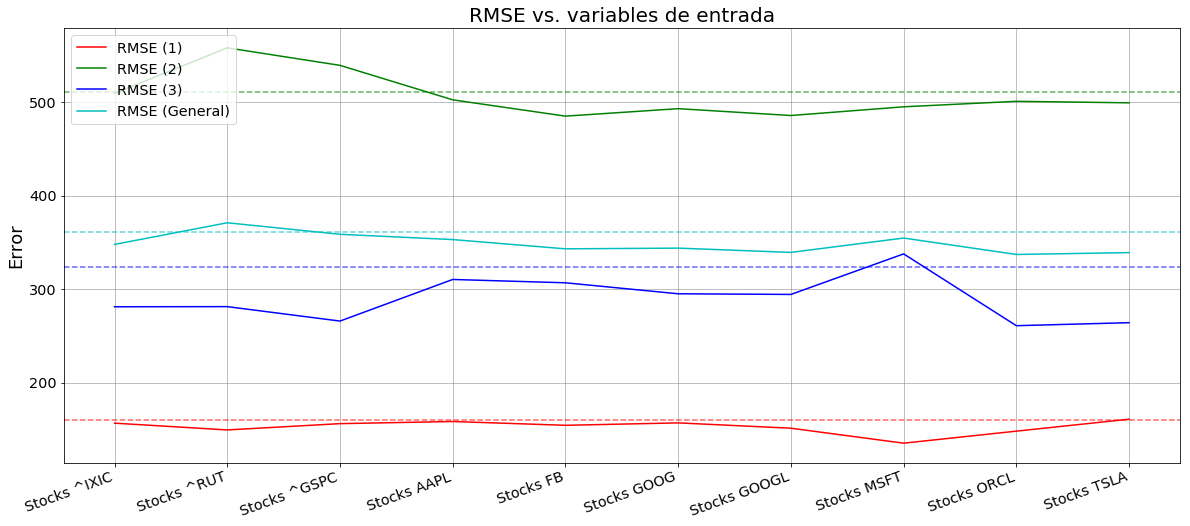 RMSE vs. variables de entrada
RMSE (1)
RMSE (2)
RMSE (3)
RMSE (General)
Error
500
400
300
200
Stocks ^IXIC
Stocks ^RUT
Stocks ^GSPC
Stocks AAPL
Stocks FB
Stocks GOOG
Stocks GOOGL
Stocks MSFT
Stocks ORCL
Stocks TSLA